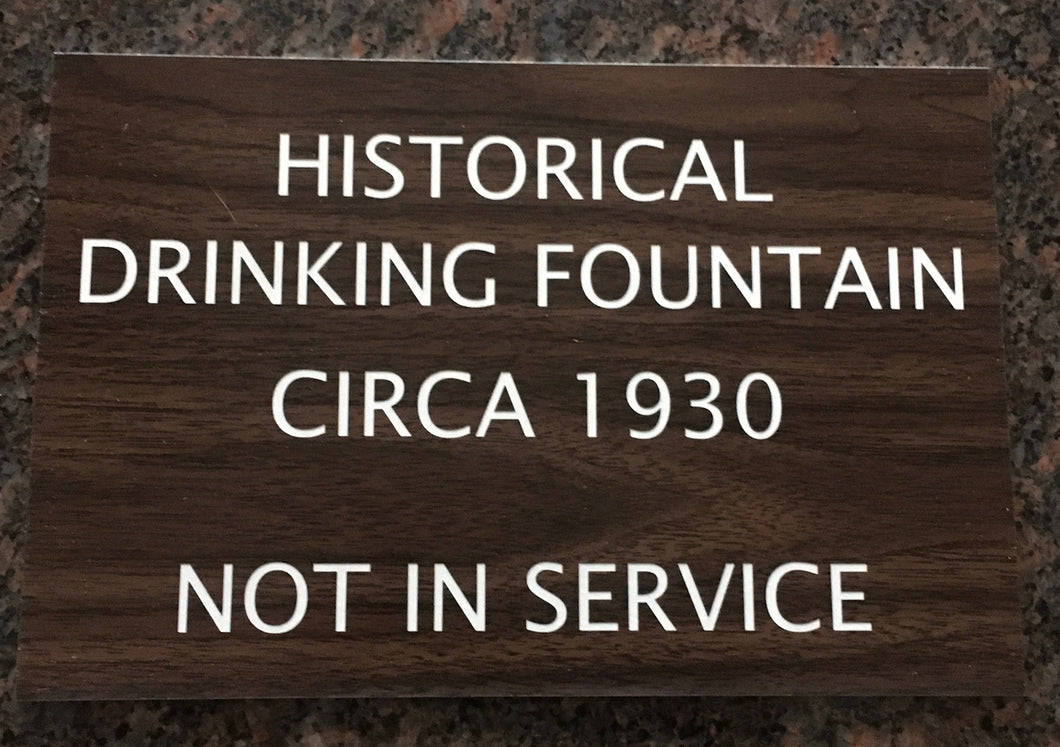 HISTORICAL
DRINKING FOUNTAIN
CIRCA 1930
NOT IN SERVICE